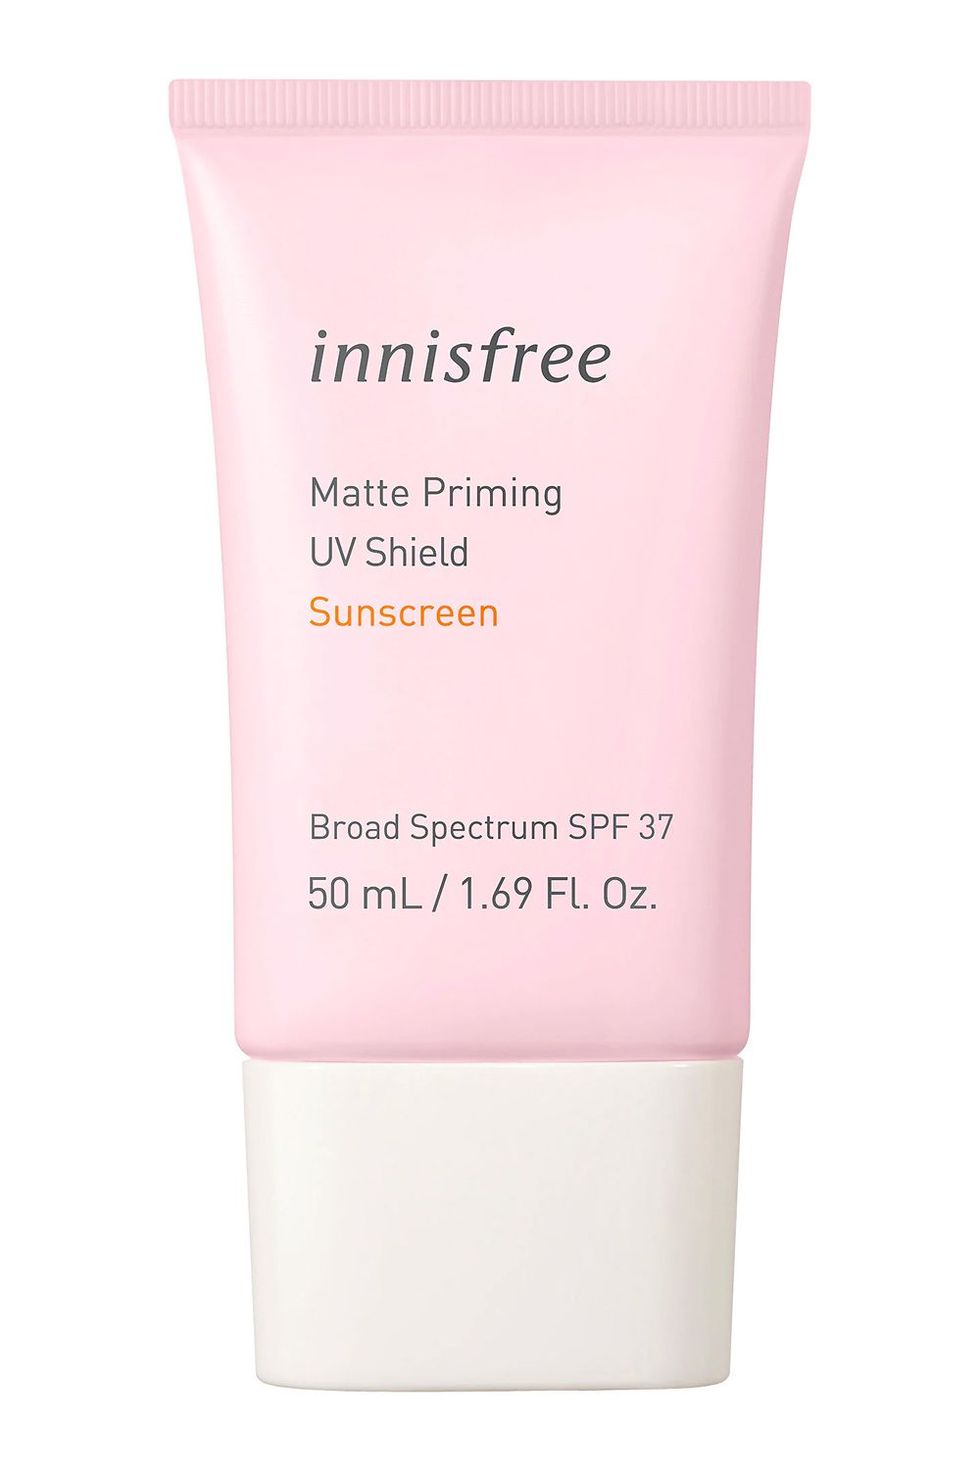 innisfree
Matte Priming
UV Shield
Sunscreen
Broad Spectrum SPF 37
50 mL / 1.69 Fl. Oz.